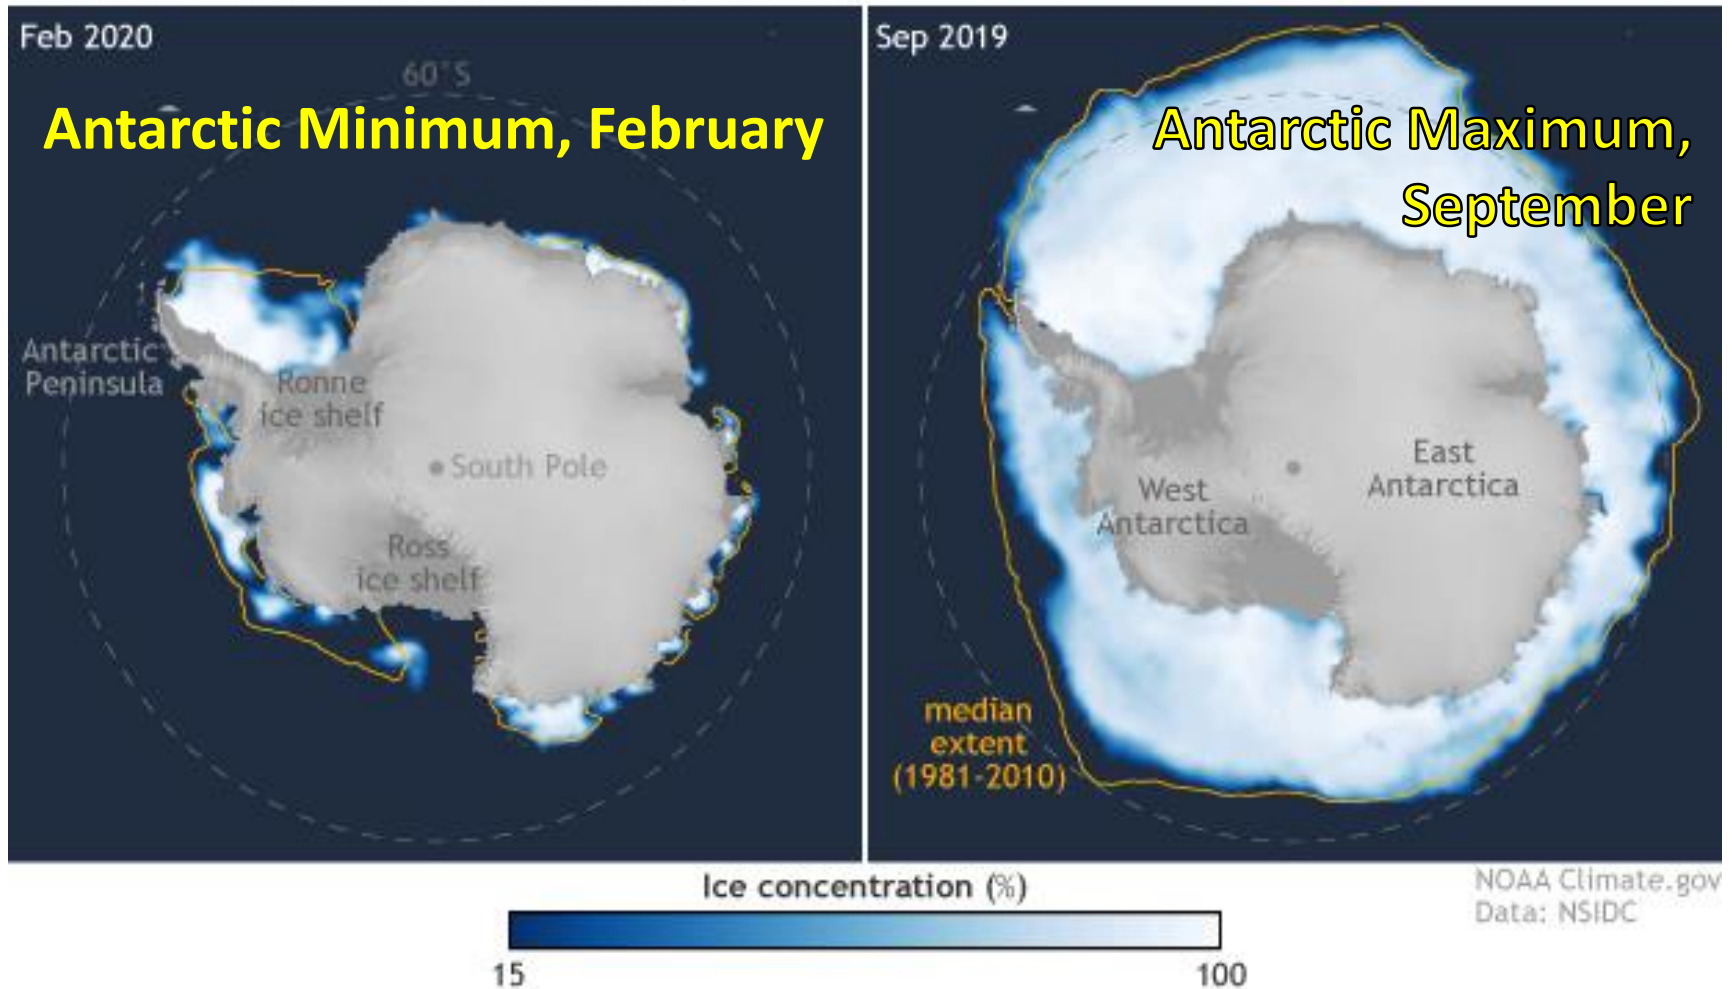 Feb 2020
60°S
Antarctic Minimum, February
Antarctic
Peninsula
Ronne
ice shelf
South Pole
Ross
ice shelf
Sep 2019
Antarctic Maximum,
September
East
Antarctica
West
Antarctica
median
extent
(1981-2010)
Ice concentration (%)
15
100
NOAA Climate.gov
Data: NSIDC